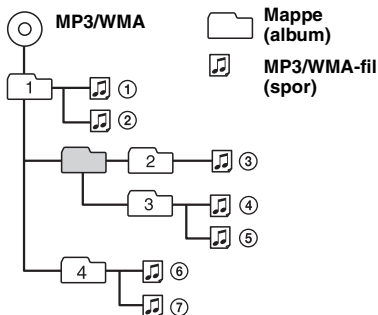 MP3/WMA
Mappe
(album)
MP3/WMA-fil
(spor)
1
①
②
2
③
3
④
⑤
4
⑥
⑦